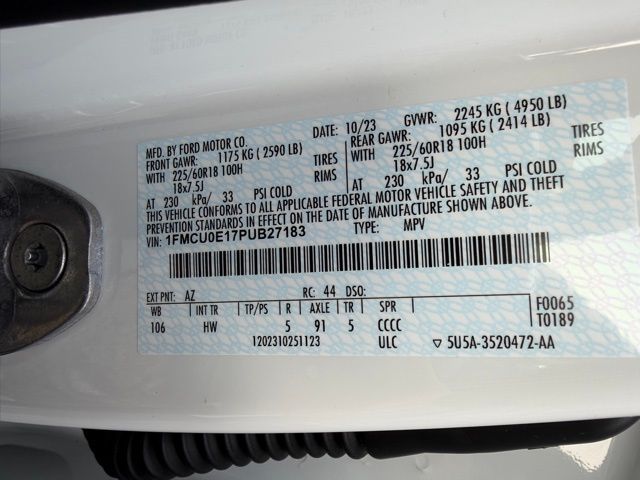 MFD. BY FORD MOTOR CO. DATE: 10/23 GVWR: 2245 KG ( 4950 LB)
FRONT GAWR: 1175 KG ( 2590 LB) REAR GAWR: 1095 KG ( 2414 LB)
WITH 225/60R18 100H TIRES WITH 225/60R18 100H TIRES
18x7.5J RIMS 18x7.5J RIMS
AT 230 kPa/ 33 PSI COLD AT 230 kPa/ 33 PSI COLD
THIS VEHICLE CONFORMS TO ALL APPLICABLE FEDERAL MOTOR VEHICLE SAFETY AND THEFT
PREVENTION STANDARDS IN EFFECT ON THE DATE OF MANUFACTURE SHOWN ABOVE.
VIN: 1FMCU0E17PUB27183 TYPE: MPV
EXT PNT: AZ RC: 44 DSO: F0065
WB INT TR TP/PS R AXLE TR SPR T0189
106 HW 5 91 5 CCCC
1202310251123 ULC ▽ 5U5A-3520472-AA